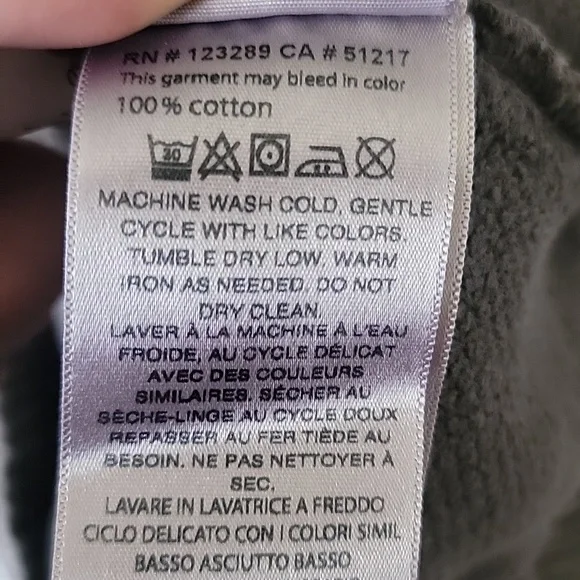 RN # 123289 CA # 51217
This garment may bleed in color
100% cotton
30
MACHINE WASH COLD, GENTLE
CYCLE WITH LIKE COLORS.
TUMBLE DRY LOW. WARM
IRON AS NEEDED. DO NOT
DRY CLEAN.
LAVER À LA MACHINE À L'EAU
FROIDE, AU CYCLE DÉLICAT
AVEC DES COULEURS
SIMILAIRES. SÉCHER AU
SÈCHE-LINGE AU CYCLE DOUX
REPASSER AU FER TIÈDE AU
BESOIN. NE PAS NETTOYER À
SEC.
LAVARE IN LAVATRICE A FREDDO
CICLO DELICATO CON I COLORI SIMIL
BASSO ASCIUTTO BASSO